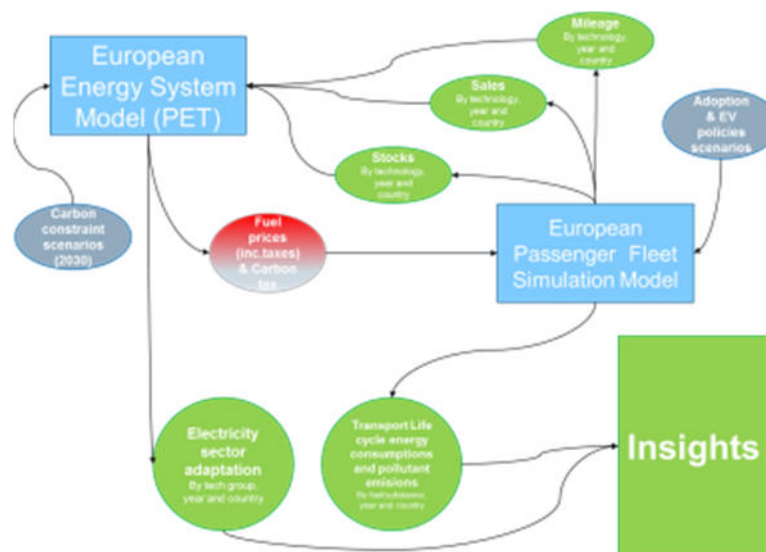 European
Energy System
Model (PET)
Mileage
By technology,
year and
country
Sales
By technology,
year and
country
Stocks
By technology,
year and
country
Adoption
& EV
policies
scenarios
Carbon
constraint
scenarios
(2030)
Fuel
prices
(inc.taxes)
& Carbon
tax
European
Passenger Fleet
Simulation Model
Electricity
sector
adaptation
By tech group,
year and country
Transport Life
cycle energy
consumptions
and pollutant
emisions
year and country
Insights